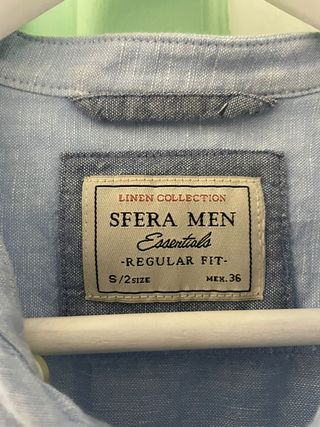 LINEN COLLECTION
SFERA MEN
Essentials
-REGULAR FIT-
S/2SIZE MEX. 36